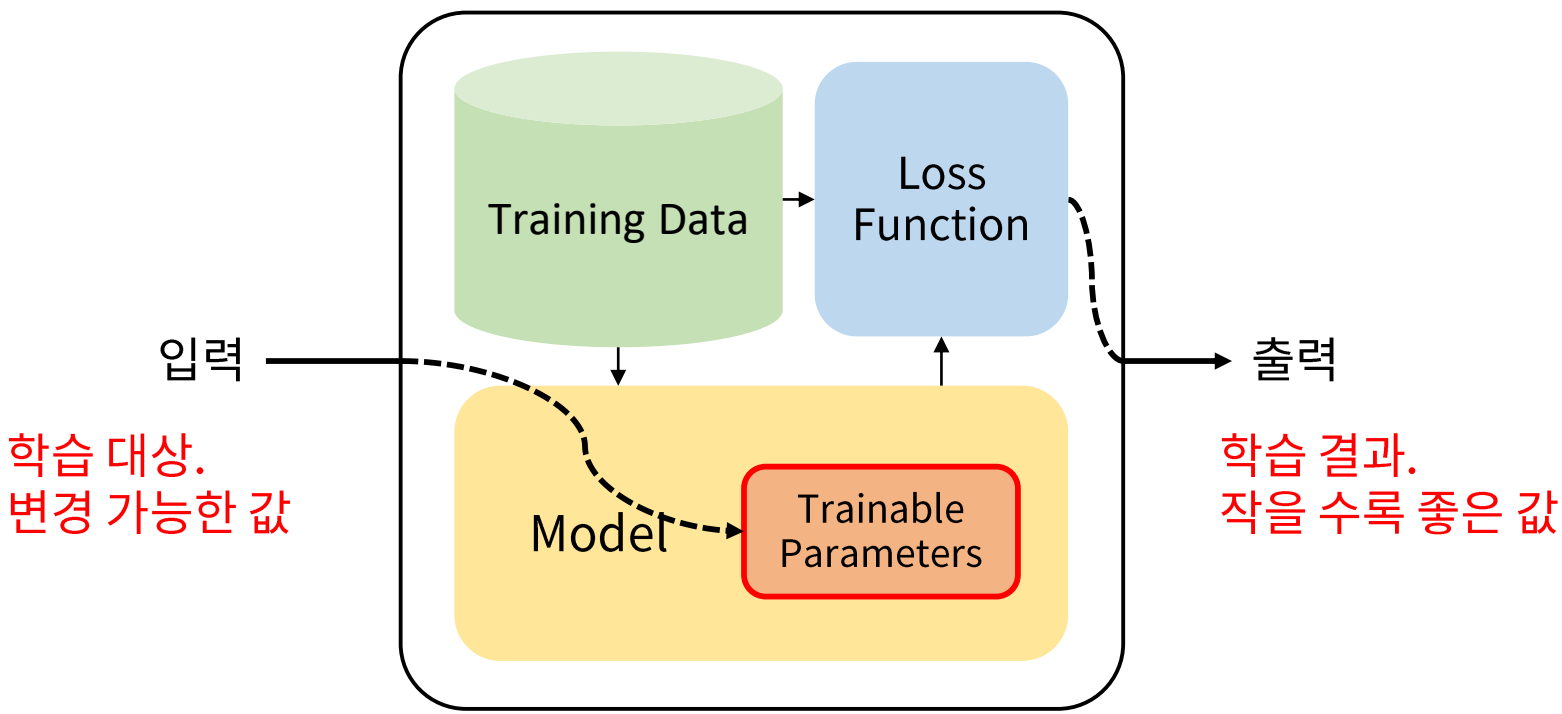 Training Data
Loss
Function
입력
학습 대상.
변경 가능한 값
Model
Trainable
Parameters
출력
학습 결과.
작을 수록 좋은 값